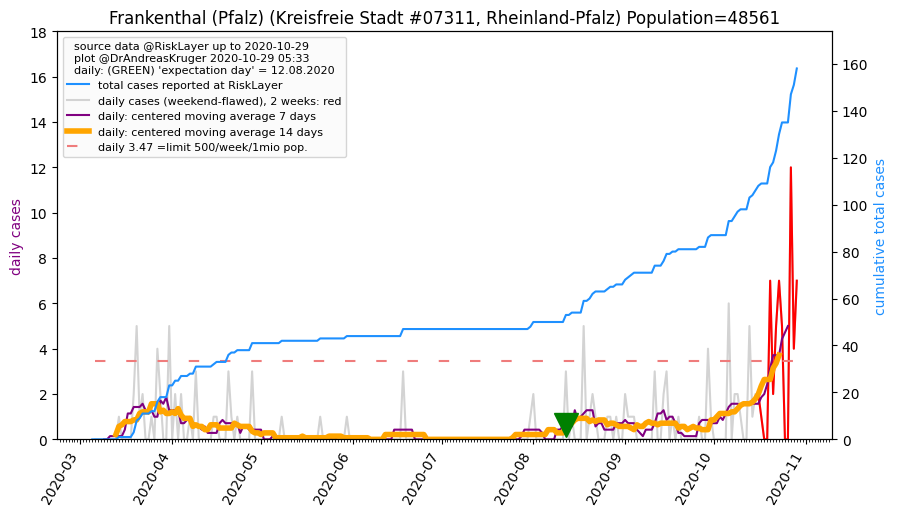 Frankenthal (Pfalz) (Kreisfreie Stadt #07311, Rheinland-Pfalz) Population=48561
source data @RiskLayer up to 2020-10-29
plot @DrAndreasKruger 2020-10-29 05:33
daily: (GREEN) 'expectation day' = 12.08.2020
total cases reported at RiskLayer
daily cases (weekend-flawed), 2 weeks: red
daily: centered moving average 7 days
daily: centered moving average 14 days
daily 3.47 =limit 500/week/1mio pop.
daily cases
18
16
14
12
10
8
6
4
2
0
160
140
120
100
80
60
40
20
0
cumulative total cases
2020-03
2020-04
2020-05
2020-06
2020-07
2020-08
2020-09
2020-10
2020-11